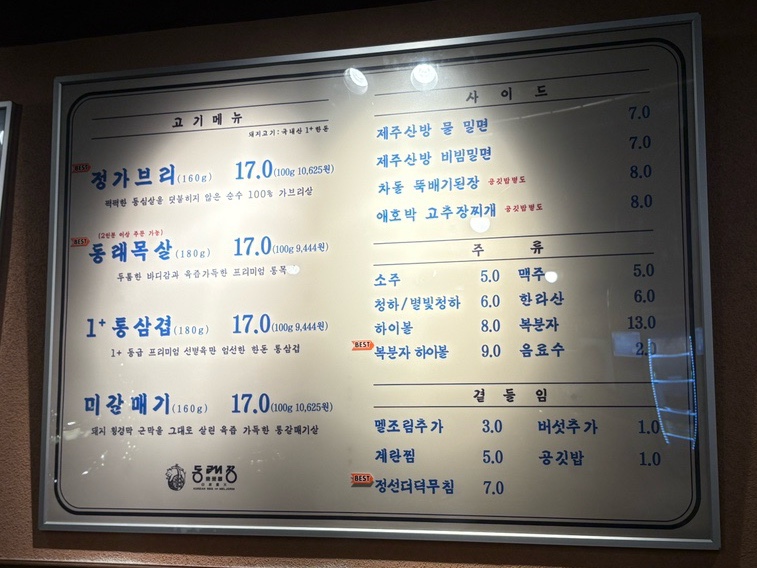 고기메뉴
돼지고기: 국내산 1+한돈
BEST 정가브리(160g) 17.0(100g 10,625원)
퍽퍽한 등심살을 덧붙히지 않은 순수 100% 가브리살
(2인분 이상 주문 가능)
BEST 통래목살(180g) 17.0(100g 9,444원)
두툼한 바디감과 육즙가득한 프리미엄 통목
1+통삼겹(180g) 17.0(100g 9,444원)
1+ 등급 프리미엄 선별육만 엄선한 한돈 통삼겹
미갈매기(160g) 17.0(100g 10,625원)
돼지 횡경막 근막을 그대로 살린 육즙 가득한 통갈매기살
사이드
제주산방 물 밀면 7.0
제주산방 비빔밀면 7.0
차돌 뚝배기된장 공깃밥별도 8.0
애호박 고추장찌개 공깃밥별도 8.0
주류
소주 5.0 맥주 5.0
청하/별빛청하 6.0 한라산 6.0
하이볼 8.0 복분자 13.0
BEST 복분자 하이볼 9.0 음료수 2.
곁들임
멜조림추가 3.0 버섯추가 1.0
계란찜 5.0 공깃밥 1.0
BEST 정선더덕무침 7.0